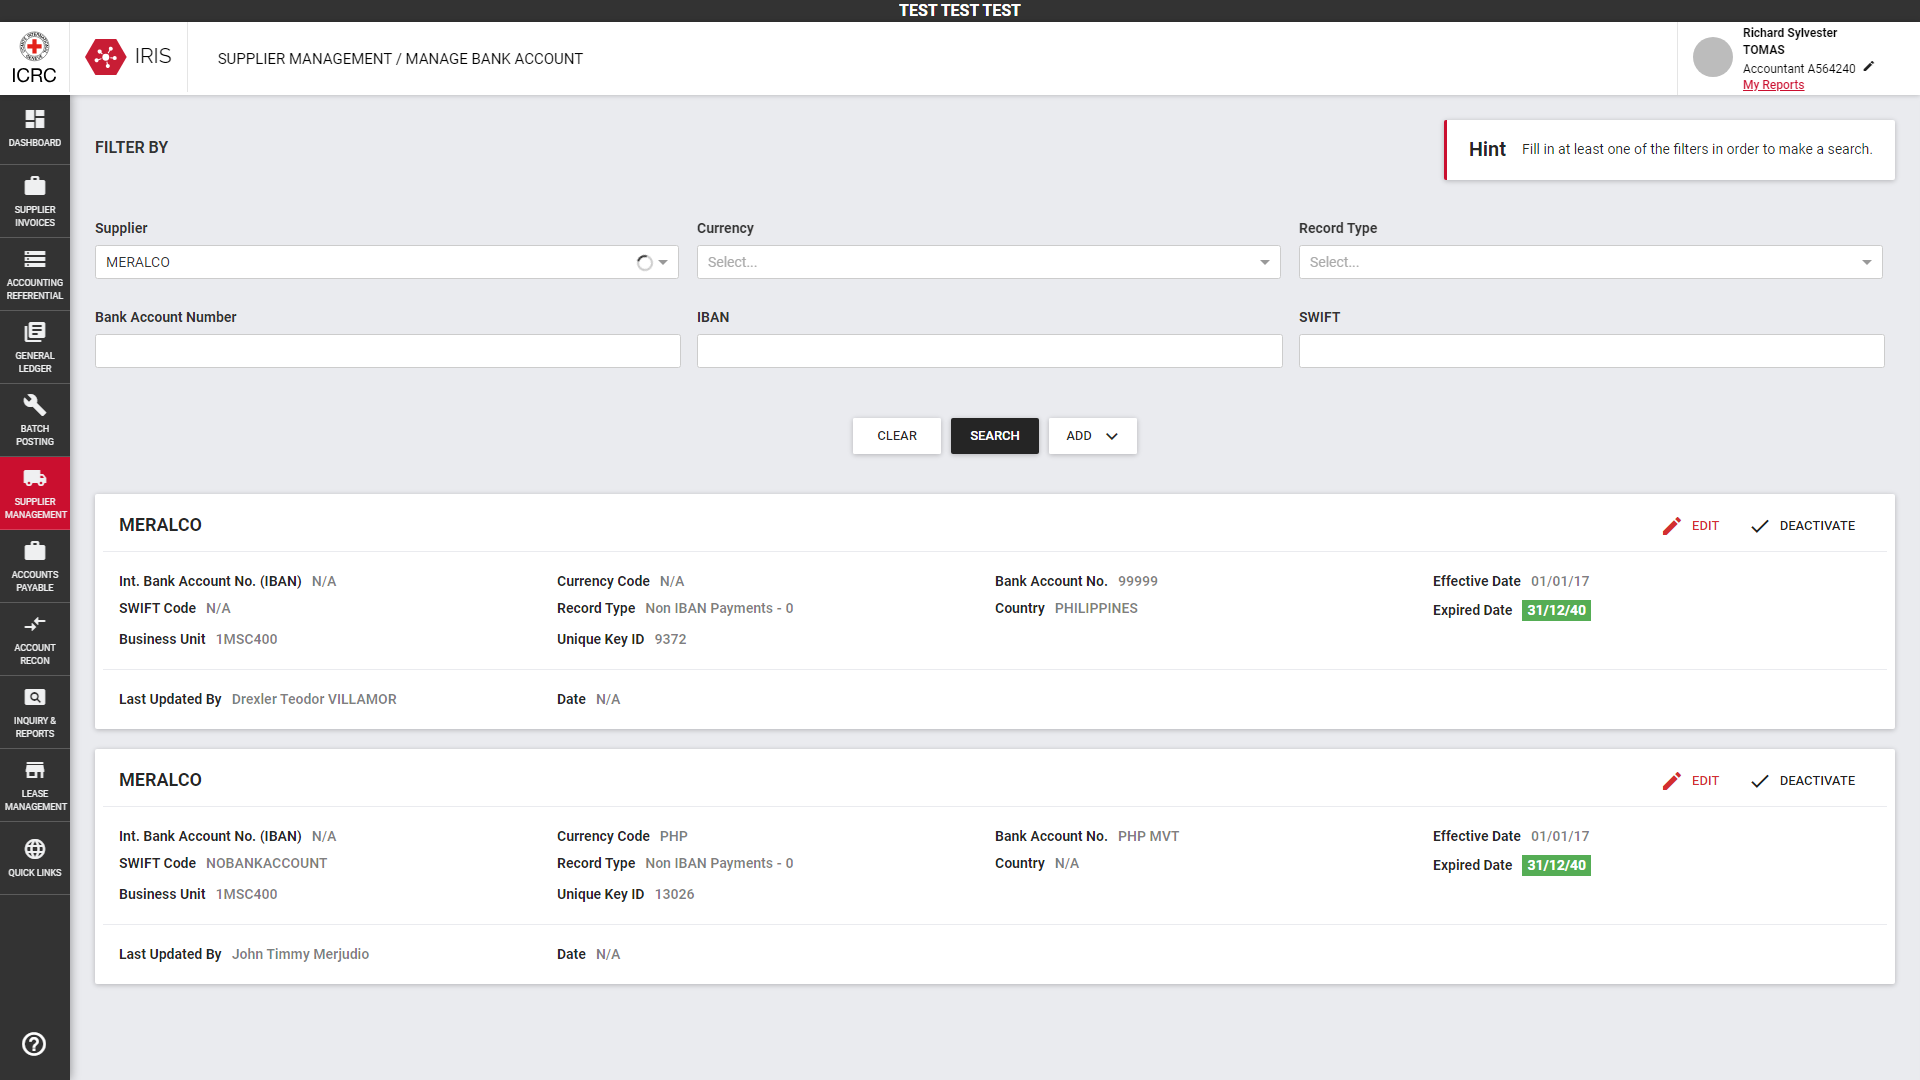 TEST TEST TEST
ICRC
IRIS
SUPPLIER MANAGEMENT / MANAGE BANK ACCOUNT
Richard Sylvester
TOMAS
Accountant A564240
My Reports
DASHBOARD
SUPPLIER
INVOICES
ACCOUNTING
REFERENTIAL
GENERAL
LEDGER
BATCH
POSTING
SUPPLIER
MANAGEMENT
ACCOUNTS
PAYABLE
ACCOUNT
RECON
INQUIRY &
REPORTS
LEASE
MANAGEMENT
QUICK LINKS
FILTER BY
Hint Fill in at least one of the filters in order to make a search.
Supplier Currency Record Type
MERALCO Select... Select...
Bank Account Number IBAN SWIFT
CLEAR SEARCH ADD
MERALCO EDIT DEACTIVATE
Int. Bank Account No. (IBAN) N/A Currency Code N/A Bank Account No. 99999 Effective Date 01/01/17
SWIFT Code N/A Record Type Non IBAN Payments - 0 Country PHILIPPINES Expired Date 31/12/40
Business Unit 1MSC400 Unique Key ID 9372
Last Updated By Drexler Teodor VILLAMOR Date N/A
MERALCO EDIT DEACTIVATE
Int. Bank Account No. (IBAN) N/A Currency Code PHP Bank Account No. PHP MVT Effective Date 01/01/17
SWIFT Code NOBANKACCOUNT Record Type Non IBAN Payments - 0 Country N/A Expired Date 31/12/40
Business Unit 1MSC400 Unique Key ID 13026
Last Updated By John Timmy Merjudio Date N/A